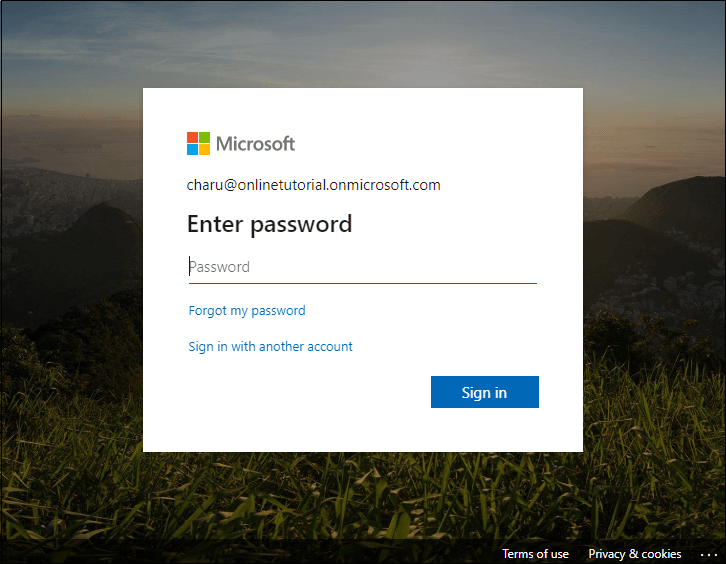 Microsoft
charu@onlinetutorial.onmicrosoft.com
Enter password
Password
Forgot my password
Sign in with another account
Sign in
Terms of use Privacy & cookies ...